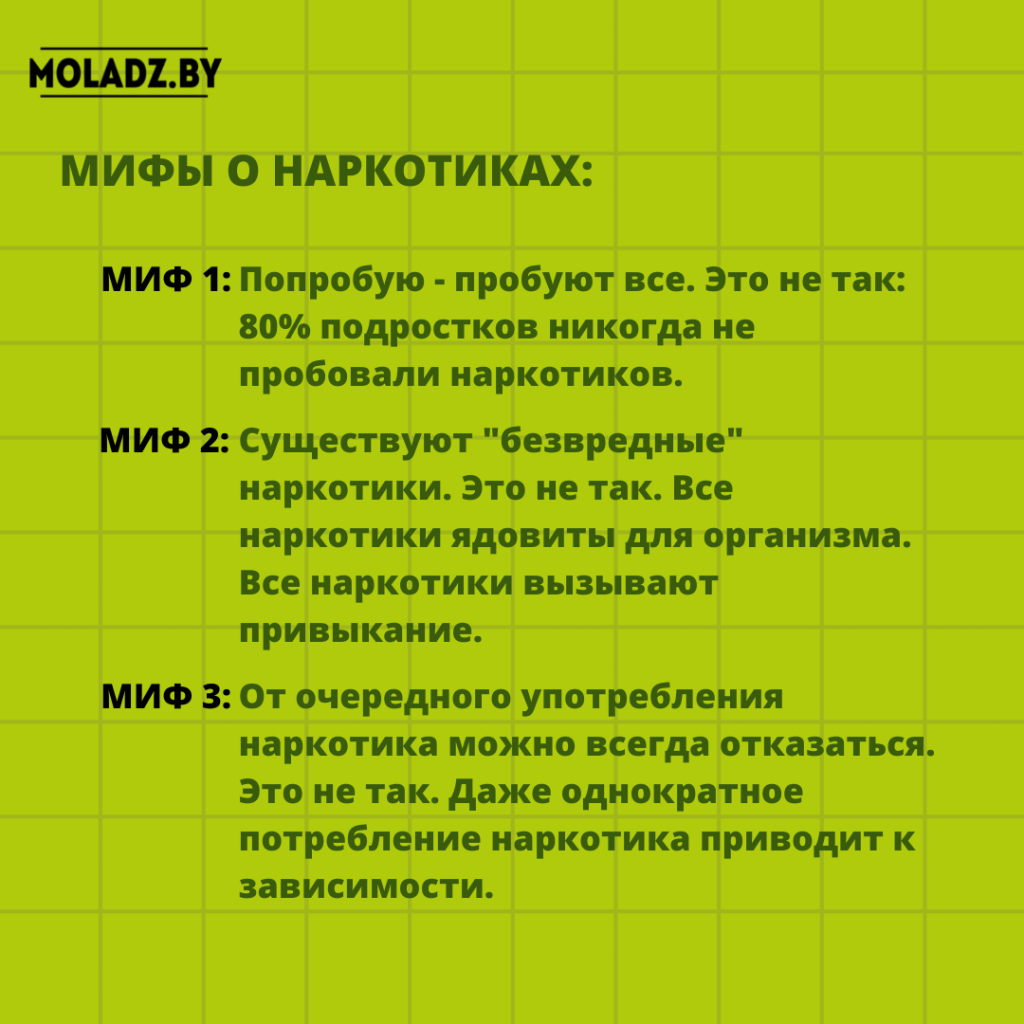 MOLADZ.BY
МИФЫ О НАРКОТИКАХ:
МИФ 1: Попробую - пробуют все. Это не так:
80% подростков никогда не
пробовали наркотиков.
МИФ 2: Существуют "безвредные"
наркотики. Это не так. Все
наркотики ядовиты для организма.
Все наркотики вызывают
привыкание.
МИФ 3: От очередного употребления
наркотика можно всегда отказаться.
Это не так. Даже однократное
потребление наркотика приводит к
зависимости.